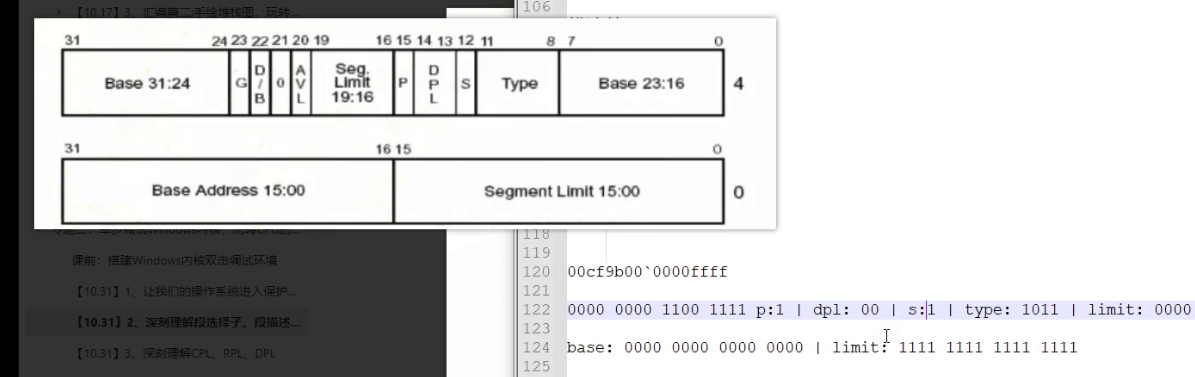 【10.17】3、汇编篇二:手绘堆栈图，玩转...
106
31 24 23 22 21 20 19 16 15 14 13 12 11 8 7 0
Base 31:24 G D/B 0 AVL Seg. Limit 19:16 P DPL S Type Base 23:16 4
31 16 15 0
Base Address 15:00 Segment Limit 15:00 0
118
课前：搭建Windows内核双击调试环境
119
120 00cf9b00`0000ffff
【10.31】1、让我们的操作系统进入保护...
121
122 0000 0000 1100 1111 p:1 | dpl: 00 | s:1 | type: 1011 | limit: 0000
【10.31】2、深刻理解段选择子、段描述...
123
124 base: 0000 0000 0000 0000 | limit: 1111 1111 1111 1111
【10.31】3、深刻理解CPL、RPL、DPL
125